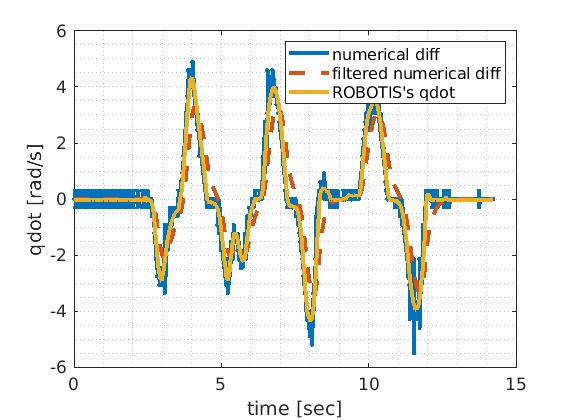 numerical diff
filtered numerical diff
ROBOTIS's qdot
6
4
2
0
-2
-4
-6
qdot [rad/s]
0 5 10 15
time [sec]